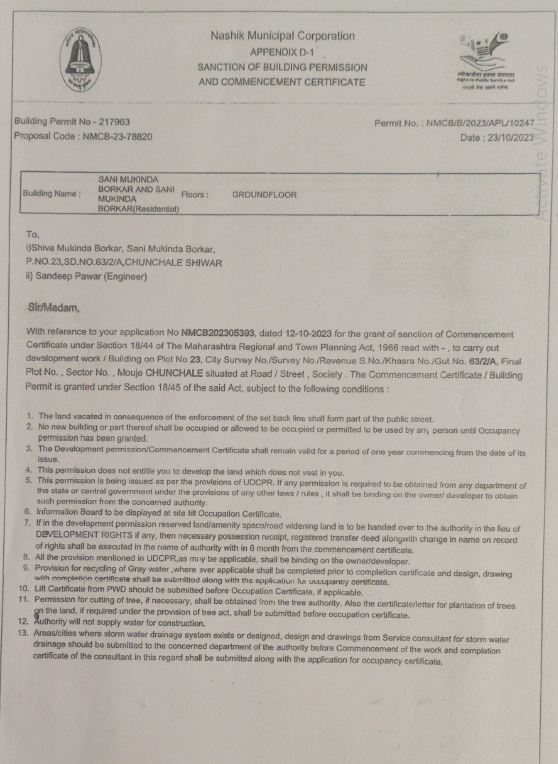 Nashik Municipal Corporation
APPENDIX D-1
SANCTION OF BUILDING PERMISSION
AND COMMENCEMENT CERTIFICATE
Building Permit No - 217963
Proposal Code : NMCB-23-78820
Permit No. : NMCB/B/2023/APL/10247
Date : 23/10/2023
Building Name : SANI MUKINDA BORKAR AND SANI MUKINDA BORKAR(Residential) Floors : GROUNDFLOOR
To,
i)Shiva Mukinda Borkar, Sani Mukinda Borkar,
P.NO.23,SD.NO.63/2/A,CHUNCHALE SHIWAR
ii) Sandeep Pawar (Engineer)
Sir/Madam,
With reference to your application No NMCB202305393, dated 12-10-2023 for the grant of sanction of Commencement
Certificate under Section 18/44 of The Maharashtra Regional and Town Planning Act, 1966 read with - , to carry out
development work / Building on Plot No 23, City Survey No./Survey No./Revenue S.No./Khasra No./Gut No. 63/2/A, Final
Plot No. , Sector No. , Mouje CHUNCHALE situated at Road / Street , Society . The Commencement Certificate / Building
Permit is granted under Section 18/45 of the said Act, subject to the following conditions :
1. The land vacated in consequence of the enforcement of the set back line shall form part of the public street.
2. No new building or part thereof shall be occupied or allowed to be occupied or permitted to be used by any person until Occupancy
permission has been granted.
3. The Development permission/Commencement Certificate shall remain valid for a period of one year commencing from the date of its
issue.
4. This permission does not entitle you to develop the land which does not vest in you.
5. This permission is being issued as per the provisions of UDCPR. If any permission is required to be obtained from any department of
the state or central government under the provisions of any other laws / rules , it shall be binding on the owner/ developer to obtain
such permission from the concerned authority.
6. Information Board to be displayed at site till Occupation Certificate.
7. If in the development permission reserved land/amenity space/road widening land is to be handed over to the authority in the lieu of
DEVELOPMENT RIGHTS if any, then necessary possession receipt, registered transfer deed alongwith change in name on record
of rights shall be executed in the name of authority with in 6 month from the commencement certificate.
8. All the provision mentioned in UDCPR,as may be applicable, shall be binding on the owner/developer.
9. Provision for recycling of Gray water ,where ever applicable shall be completed prior to completion certificate and design, drawing
with completion certificate shall be submitted along with the application for occupancy certificate.
10. Lift Certificate from PWD should be submitted before Occupation Certificate, if applicable.
11. Permission for cutting of tree, if necessary, shall be obtained from the tree authority. Also the certificate/letter for plantation of trees
on the land, if required under the provision of tree act, shall be submitted before occupation certificate.
12. Authority will not supply water for construction.
13. Areas/cities where storm water drainage system exists or designed, design and drawings from Service consultant for storm water
drainage should be submitted to the concerned department of the authority before Commencement of the work and completion
certificate of the consultant in this regard shall be submitted along with the application for occupancy certificate.
Activate Windows